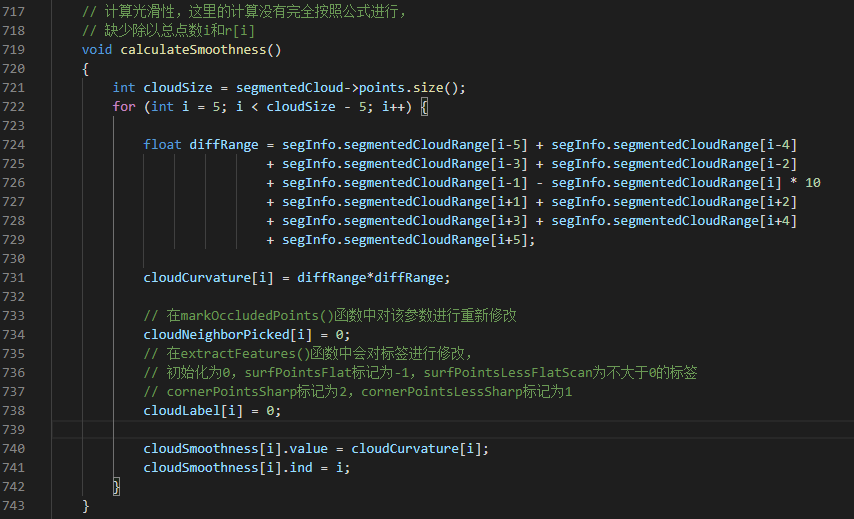 717 // 计算光滑性，这里的计算没有完全按照公式进行，
718 // 缺少除以总点数i和r[i]
719 void calculateSmoothness()
720 {
721 int cloudSize = segmentedCloud->points.size();
722 for (int i = 5; i < cloudSize - 5; i++) {
723
724 float diffRange = segInfo.segmentedCloudRange[i-5] + segInfo.segmentedCloudRange[i-4]
725 + segInfo.segmentedCloudRange[i-3] + segInfo.segmentedCloudRange[i-2]
726 + segInfo.segmentedCloudRange[i-1] - segInfo.segmentedCloudRange[i] * 10
727 + segInfo.segmentedCloudRange[i+1] + segInfo.segmentedCloudRange[i+2]
728 + segInfo.segmentedCloudRange[i+3] + segInfo.segmentedCloudRange[i+4]
729 + segInfo.segmentedCloudRange[i+5];
730
731 cloudCurvature[i] = diffRange*diffRange;
732
733 // 在markOccludedPoints()函数中对该参数进行重新修改
734 cloudNeighborPicked[i] = 0;
735 // 在extractFeatures()函数中会对标签进行修改，
736 // 初始化为0，surfPointsFlat标记为-1，surfPointsLessFlatScan为不大于0的标签
737 // cornerPointsSharp标记为2，cornerPointsLessSharp标记为1
738 cloudLabel[i] = 0;
739
740 cloudSmoothness[i].value = cloudCurvature[i];
741 cloudSmoothness[i].ind = i;
742 }
743 }